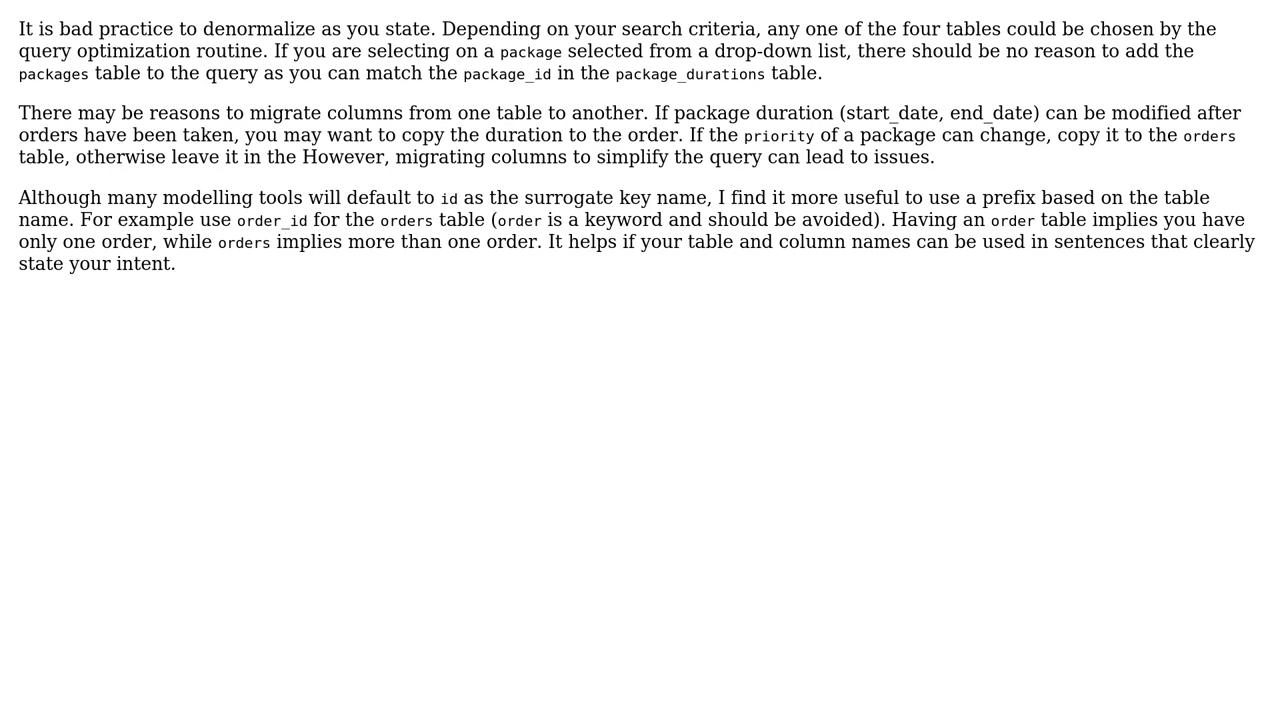 It is bad practice to denormalize as you state. Depending on your search criteria, any one of the four tables could be chosen by the
query optimization routine. If you are selecting on a package selected from a drop-down list, there should be no reason to add the
packages table to the query as you can match the package_id in the package_durations table.
There may be reasons to migrate columns from one table to another. If package duration (start_date, end_date) can be modified after
orders have been taken, you may want to copy the duration to the order. If the priority of a package can change, copy it to the orders
table, otherwise leave it in the However, migrating columns to simplify the query can lead to issues.
Although many modelling tools will default to id as the surrogate key name, I find it more useful to use a prefix based on the table
name. For example use order_id for the orders table (order is a keyword and should be avoided). Having an order table implies you have
only one order, while orders implies more than one order. It helps if your table and column names can be used in sentences that clearly
state your intent.